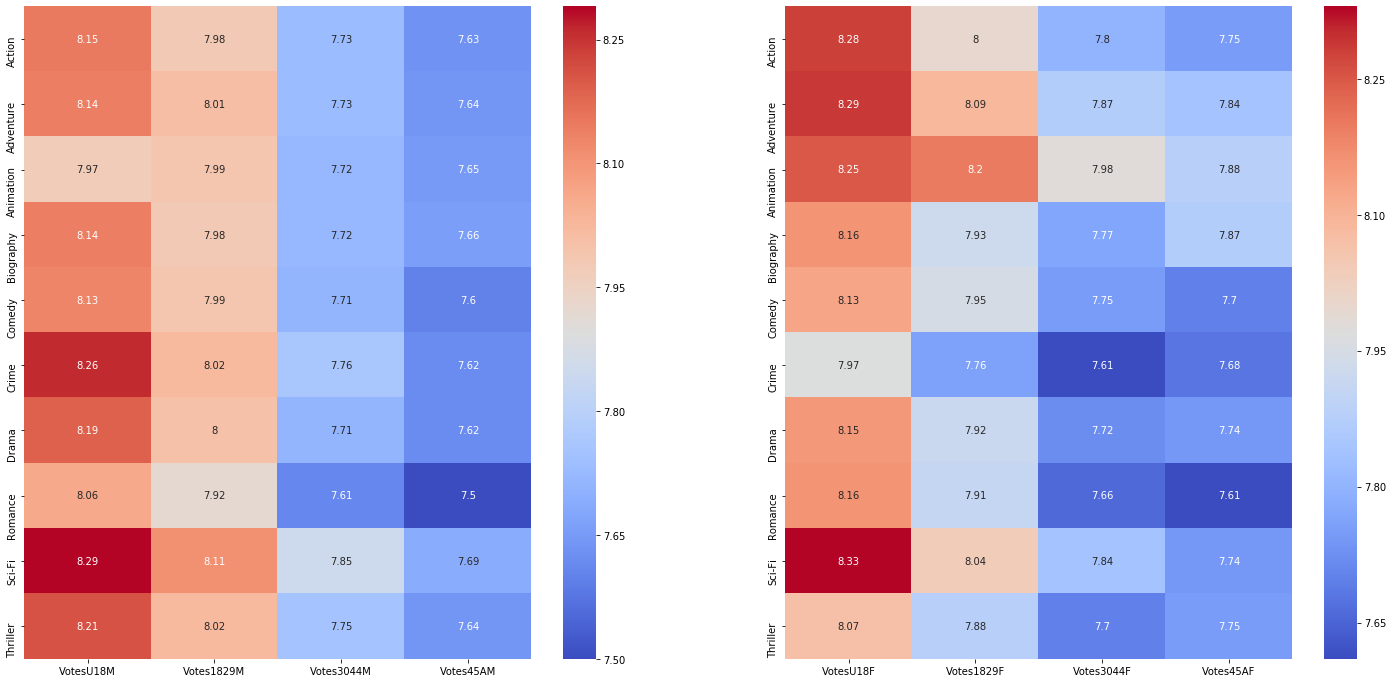 Action 8.15 7.98 7.73 7.63
Adventure 8.14 8.01 7.73 7.64
Animation 7.97 7.99 7.72 7.65
Biography 8.14 7.98 7.72 7.66
Comedy 8.13 7.99 7.71 7.6
Crime 8.26 8.02 7.76 7.62
Drama 8.19 8 7.71 7.62
Romance 8.06 7.92 7.61 7.5
Sci-Fi 8.29 8.11 7.85 7.69
Thriller 8.21 8.02 7.75 7.64
VotesU18M Votes1829M Votes3044M Votes45AM
8.25
8.10
7.95
7.80
7.65
7.50
Action 8.28 8 7.8 7.75
Adventure 8.29 8.09 7.87 7.84
Animation 8.25 8.2 7.98 7.88
Biography 8.16 7.93 7.77 7.87
Comedy 8.13 7.95 7.75 7.7
Crime 7.97 7.76 7.61 7.68
Drama 8.15 7.92 7.72 7.74
Romance 8.16 7.91 7.66 7.61
Sci-Fi 8.33 8.04 7.84 7.74
Thriller 8.07 7.88 7.7 7.75
VotesU18F Votes1829F Votes3044F Votes45AF
8.25
8.10
7.95
7.80
7.65